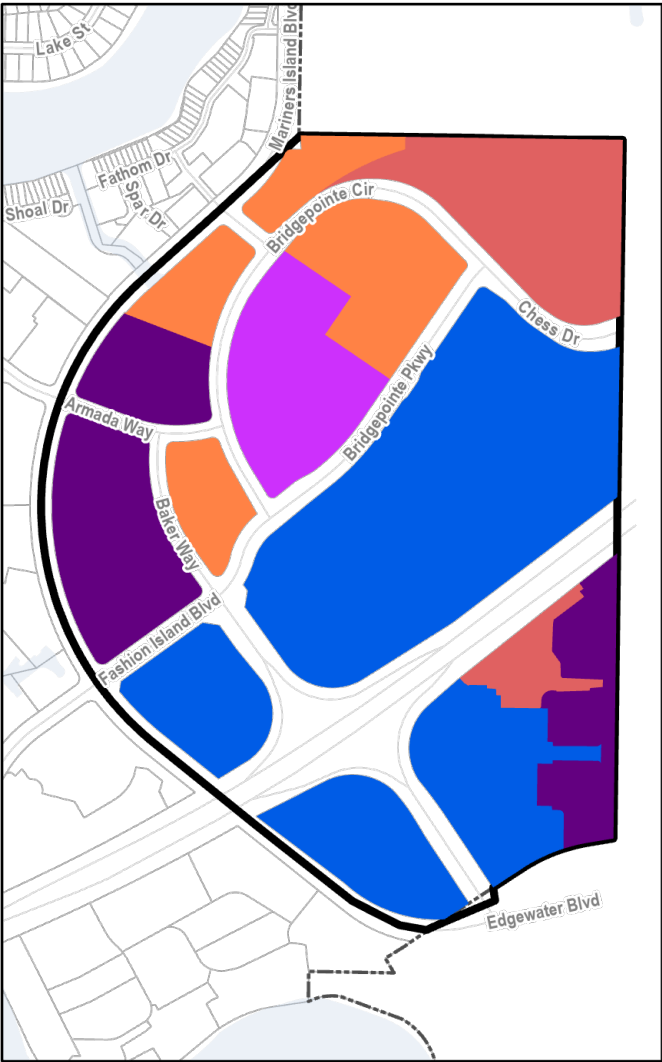 Lake St
Mariners Island Blvd
Fathom Dr
Spar Dr
Shoal Dr
Bridgepointe Cir
Chess Dr
Bridgepointe Pkwy
Armada Way
Baker Way
Fashion Island Blvd
Edgewater Blvd